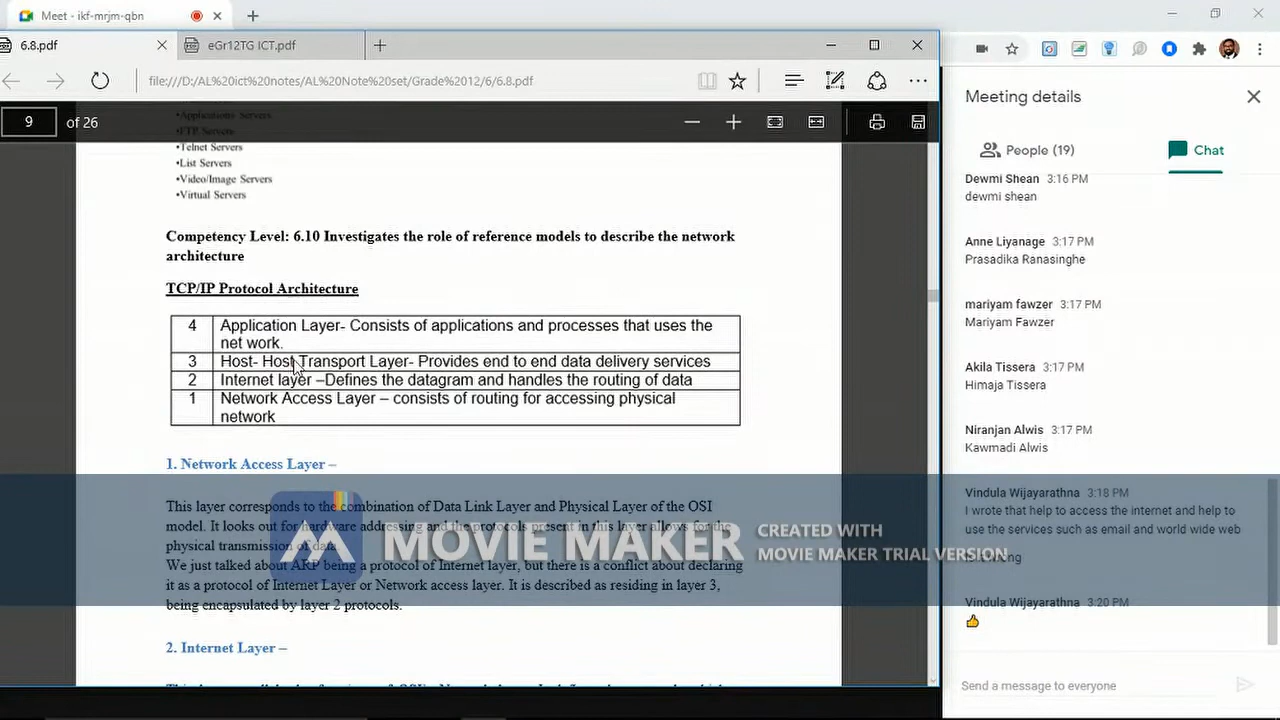 Meet - ikf-mrjm-qbn
6.8.pdf
eGr12TG ICT.pdf
file:///D:/AL%20ict%20notes/AL%20Note%20set/Grade%2012/6/6.8.pdf
9 of 26
•Applications Servers
•FTP Servers
•Telnet Servers
•List Servers
•Video/Image Servers
•Virtual Servers
Competency Level: 6.10 Investigates the role of reference models to describe the network
architecture
TCP/IP Protocol Architecture
4 Application Layer- Consists of applications and processes that uses the
net work.
3 Host- Host Transport Layer- Provides end to end data delivery services
2 Internet layer –Defines the datagram and handles the routing of data
1 Network Access Layer – consists of routing for accessing physical
network
1. Network Access Layer –
This layer corresponds to the combination of Data Link Layer and Physical Layer of the OSI
model. It looks out for hardware addressing and the protocols present in this layer allows for the
physical transmission of data.
We just talked about ARP being a protocol of Internet layer, but there is a conflict about declaring
it as a protocol of Internet Layer or Network access layer. It is described as residing in layer 3,
being encapsulated by layer 2 protocols.
2. Internet Layer –
MOVIE MAKER
CREATED WITH
MOVIE MAKER TRIAL VERSION
Meeting details
People (19)
Chat
Dewmi Shean 3:16 PM
dewmi shean
Anne Liyanage 3:17 PM
Prasadika Ranasinghe
mariyam fawzer 3:17 PM
Mariyam Fawzer
Akila Tissera 3:17 PM
Himaja Tissera
Niranjan Alwis 3:17 PM
Kawmadi Alwis
Vindula Wijayarathna 3:18 PM
I wrote that help to access the internet and help to
use the services such as email and world wide web
Vindula Wijayarathna 3:20 PM
👍
Send a message to everyone